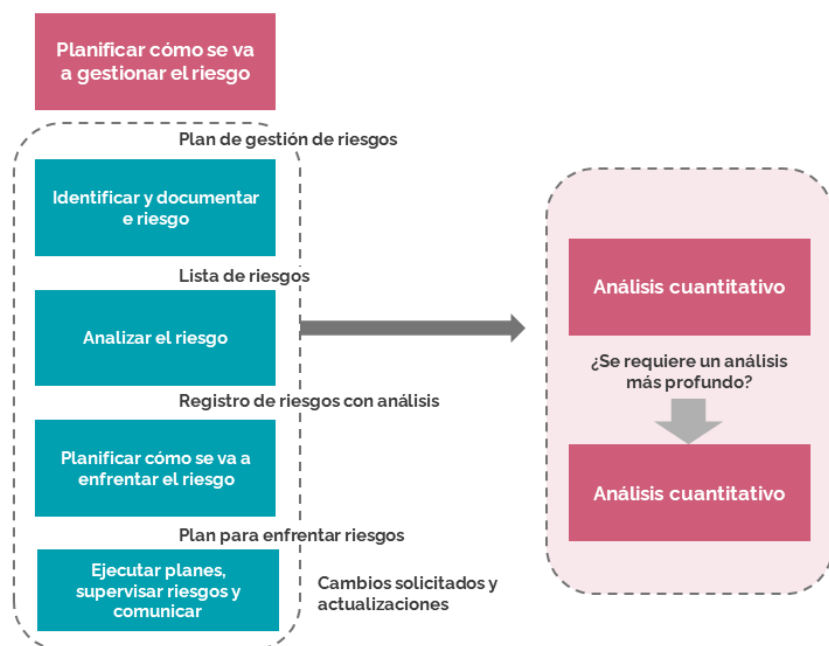 Planificar cómo se va
a gestionar el riesgo
Plan de gestión de riesgos
Identificar y documentar
e riesgo
Lista de riesgos
Analizar el riesgo
Registro de riesgos con análisis
Planificar cómo se va a
enfrentar el riesgo
Plan para enfrentar riesgos
Ejecutar planes,
supervisar riesgos y
comunicar
Cambios solicitados y
actualizaciones
Análisis cuantitativo
¿Se requiere un análisis
más profundo?
Análisis cuantitativo